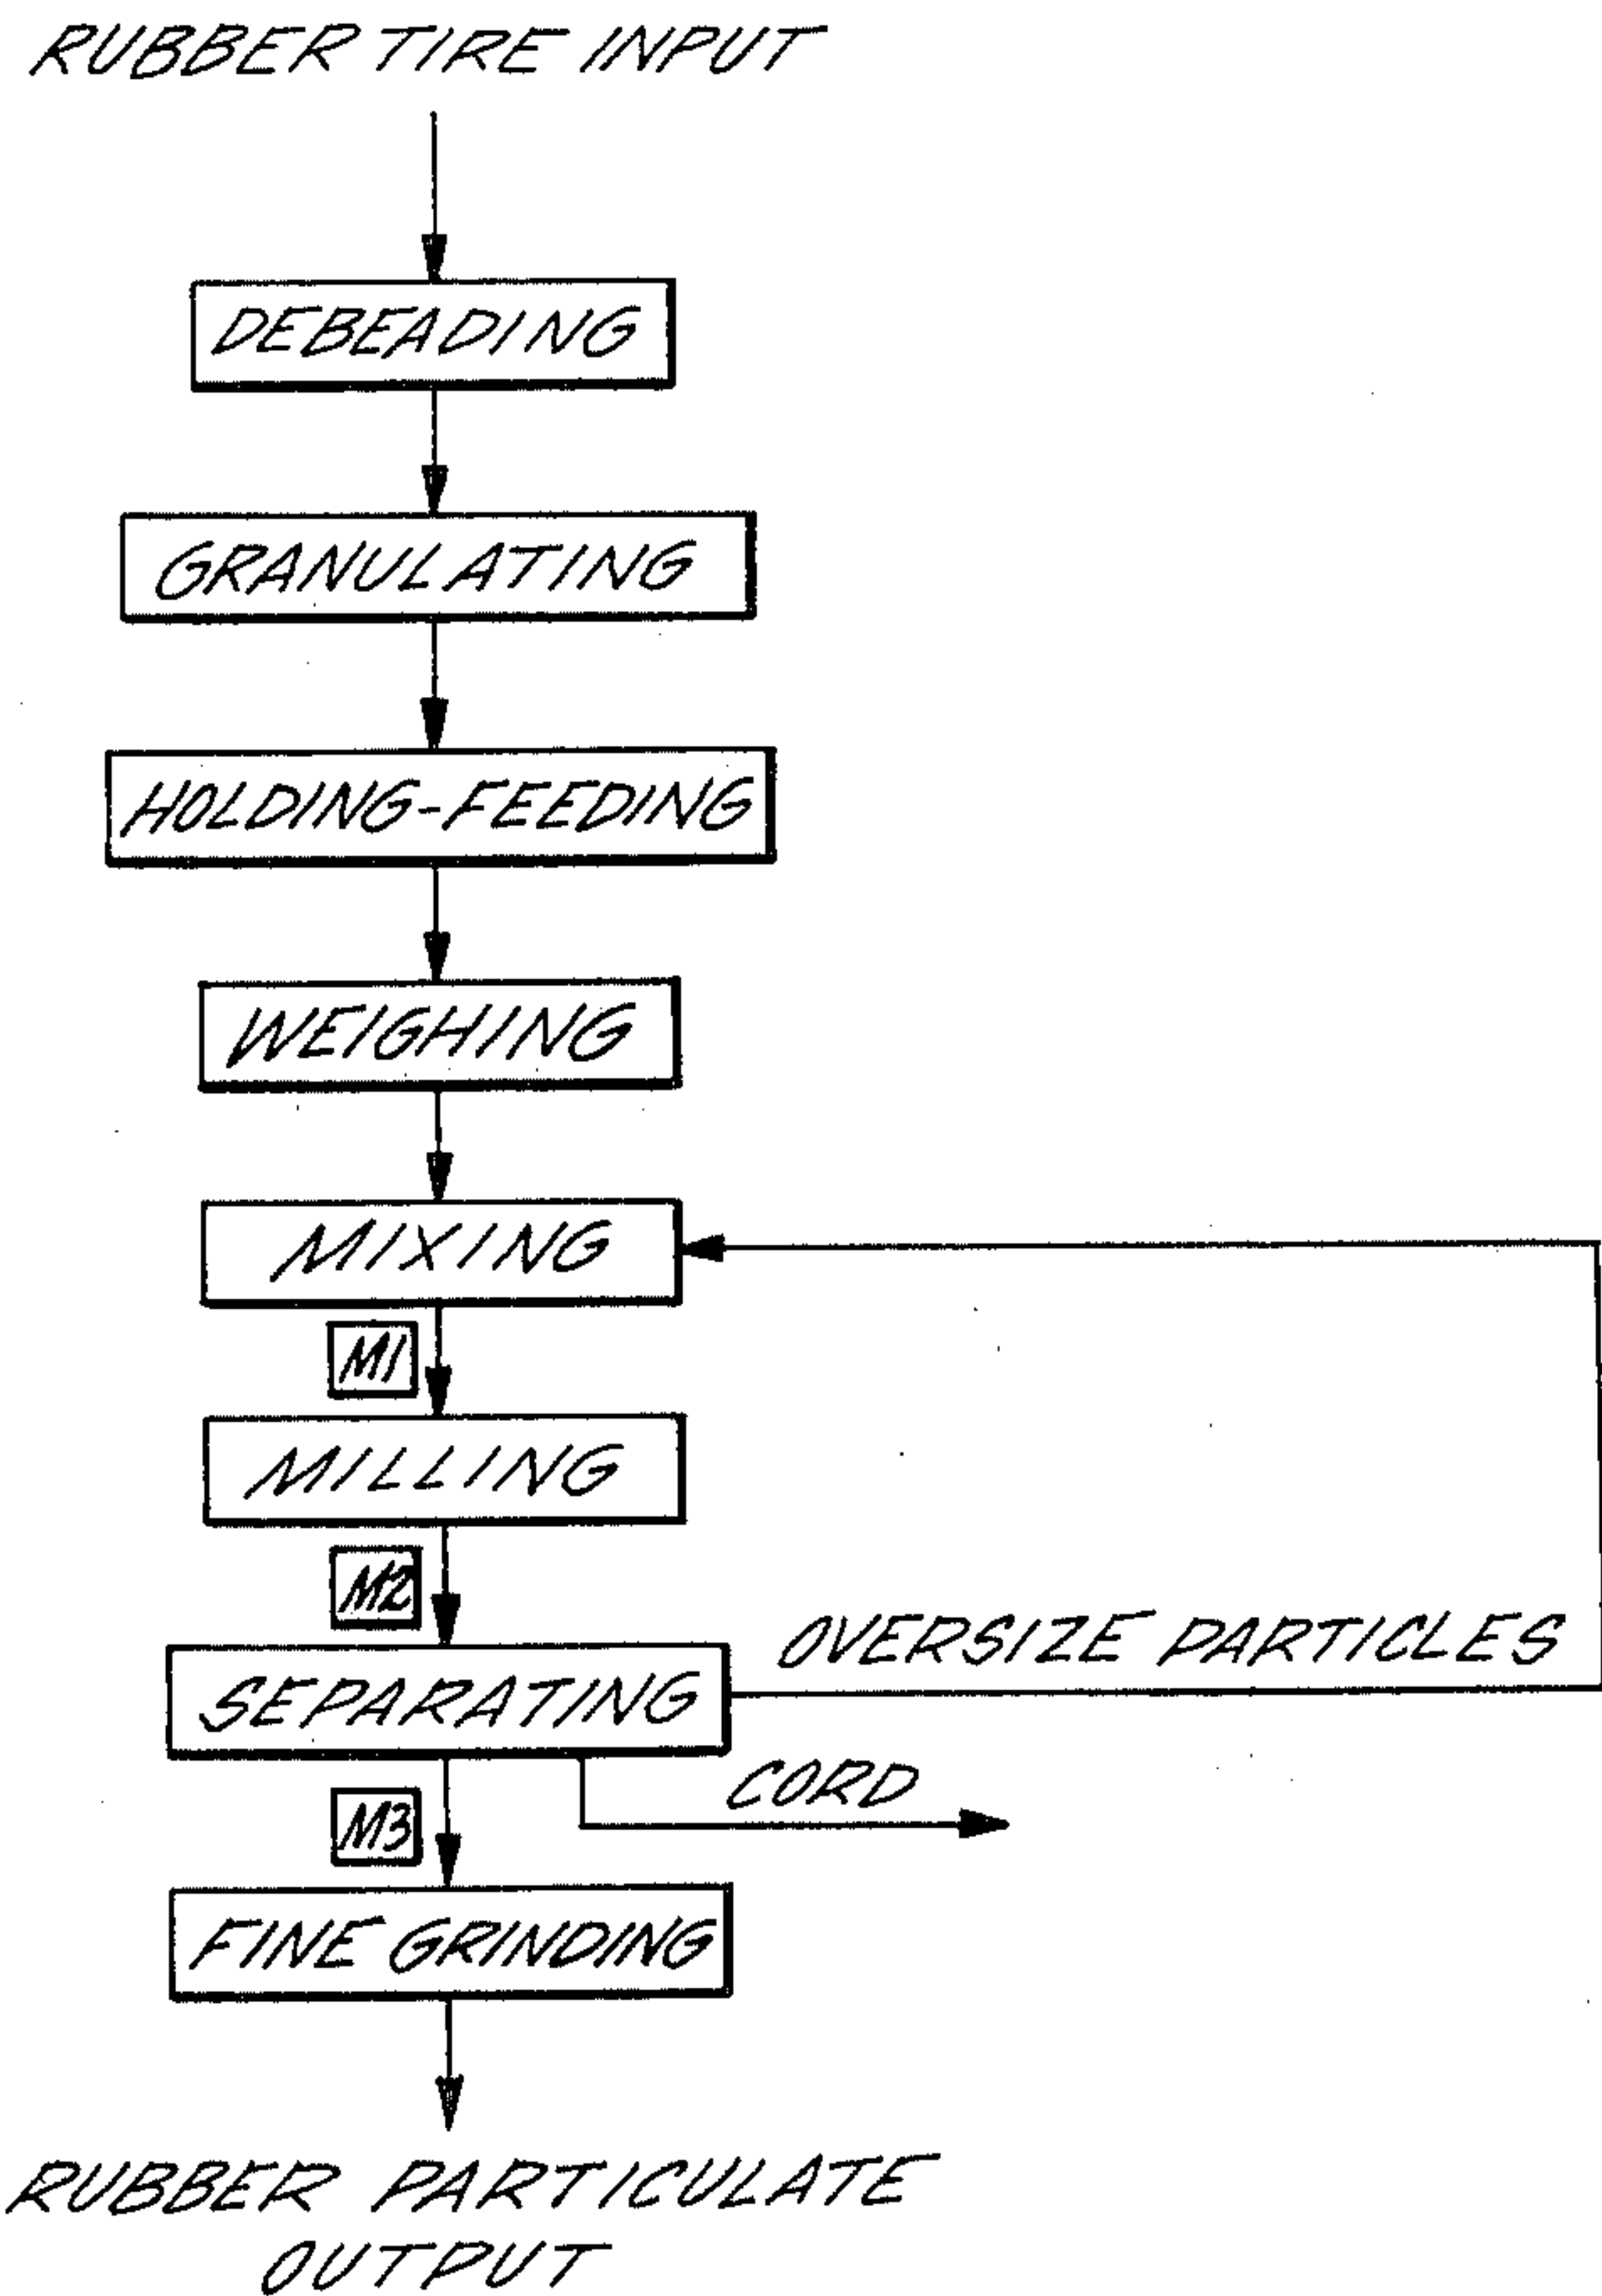 RUBBER TIRE INPUT
DEBEADING
GRANULATING
HOLDING-FEEDING
WEIGHING
MIXING
M1
MILLING
M2
OVERSIZE PARTICLES
SEPARATING
CORD
M3
FINE GRINDING
RUBBER PARTICULATE
OUTPUT